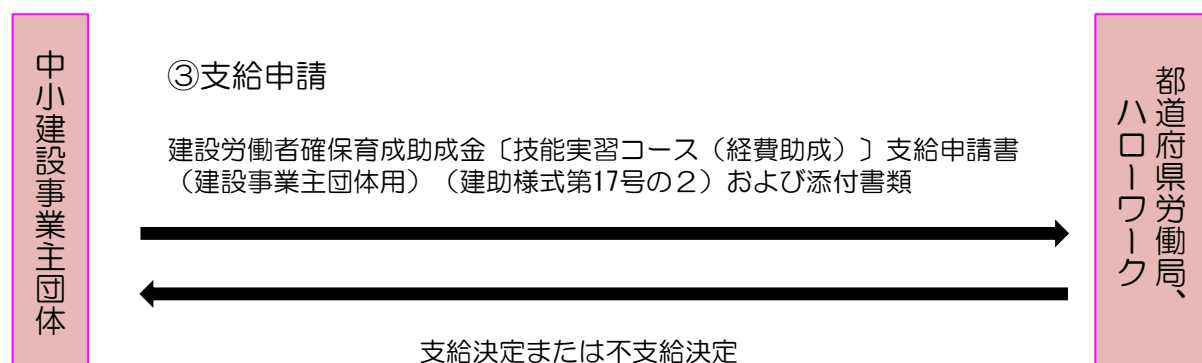 中小建設事業主団体
③支給申請
建設労働者確保育成助成金〔技能実習コース（経費助成）〕支給申請書
（建設事業主団体用）（建助様式第17号の２）および添付書類
支給決定または不支給決定
都道府県労働局、
ハローワーク